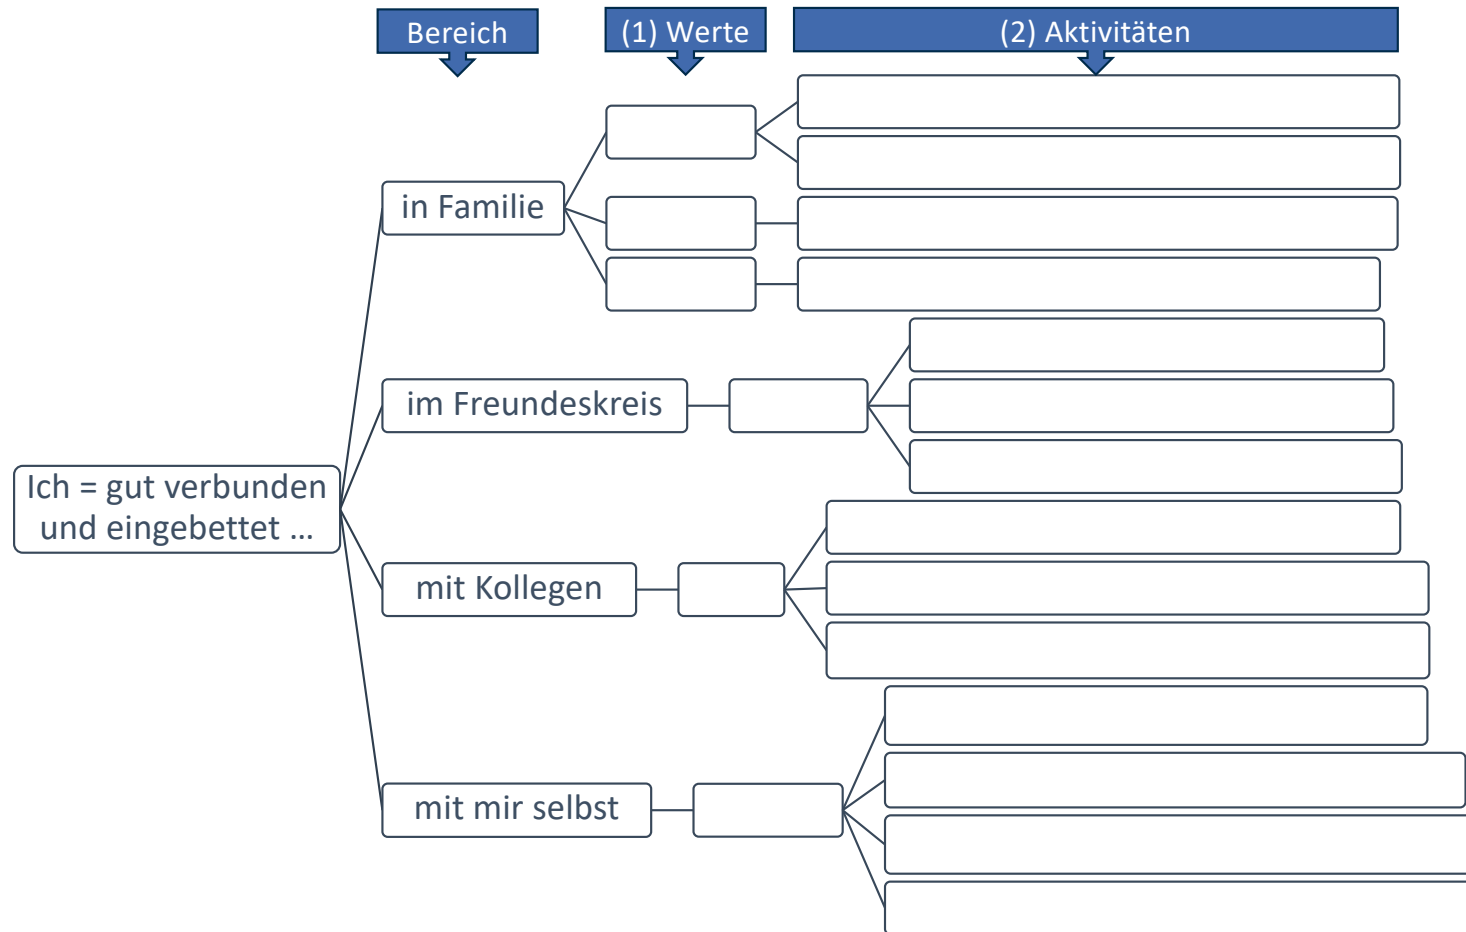 Bereich
(1) Werte
(2) Aktivitäten
in Familie
im Freundeskreis
Ich = gut verbunden
und eingebettet ...
mit Kollegen
mit mir selbst